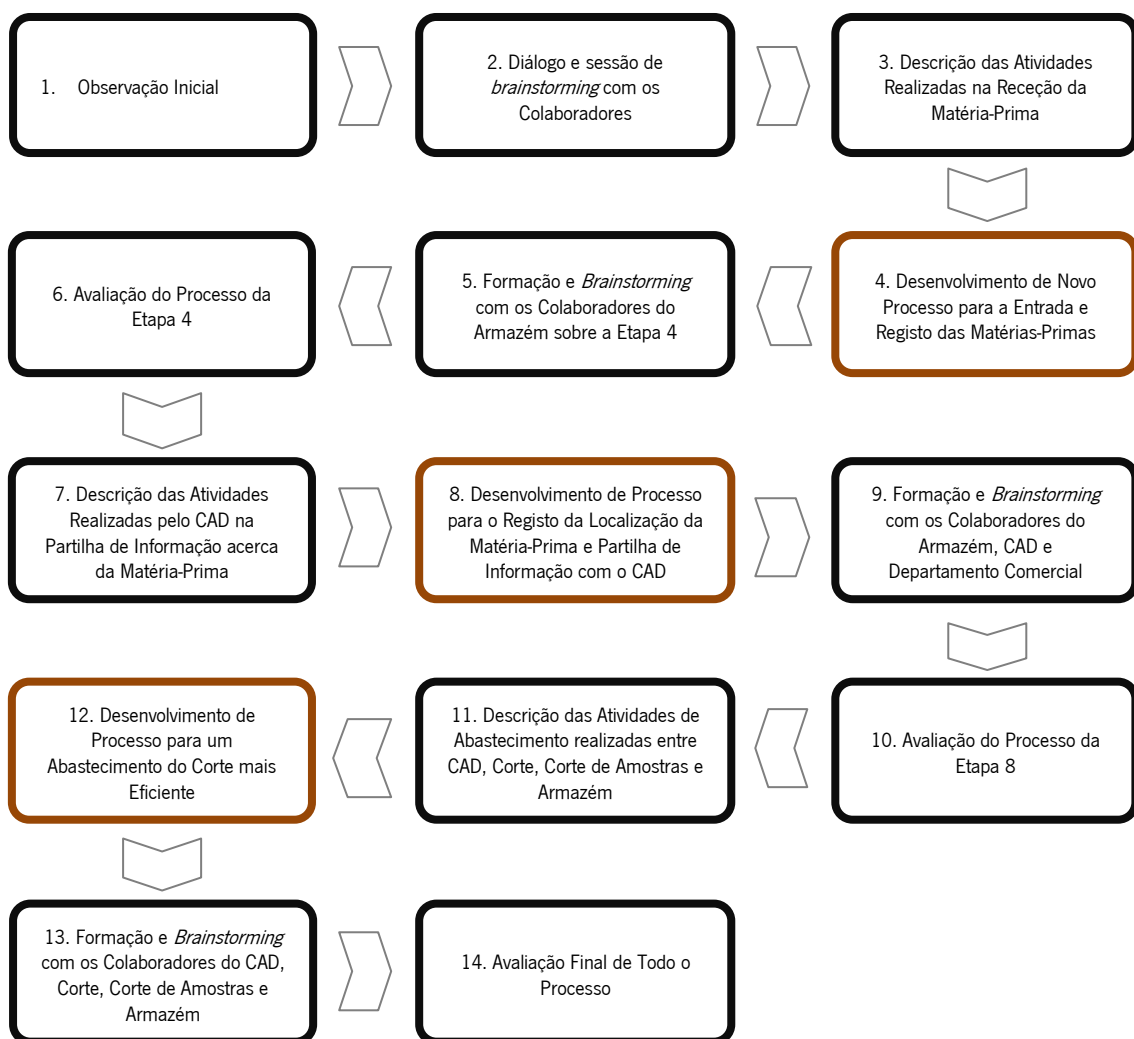 1. Observação Inicial
2. Diálogo e sessão de
brainstorming com os
Colaboradores
3. Descrição das Atividades
Realizadas na Receção da
Matéria-Prima
4. Desenvolvimento de Novo
Processo para a Entrada e
Registo das Matérias-Primas
5. Formação e Brainstorming
com os Colaboradores do
Armazém sobre a Etapa 4
6. Avaliação do Processo da
Etapa 4
7. Descrição das Atividades
Realizadas pelo CAD na
Partilha de Informação acerca
da Matéria-Prima
8. Desenvolvimento de Processo
para o Registo da Localização da
Matéria-Prima e Partilha de
Informação com o CAD
9. Formação e Brainstorming
com os Colaboradores do
Armazém, CAD e
Departamento Comercial
10. Avaliação do Processo da
Etapa 8
11. Descrição das Atividades de
Abastecimento realizadas entre
CAD, Corte, Corte de Amostras e
Armazém
12. Desenvolvimento de
Processo para um
Abastecimento do Corte mais
Eficiente
13. Formação e Brainstorming
com os Colaboradores do CAD,
Corte, Corte de Amostras e
Armazém
14. Avaliação Final de Todo o
Processo